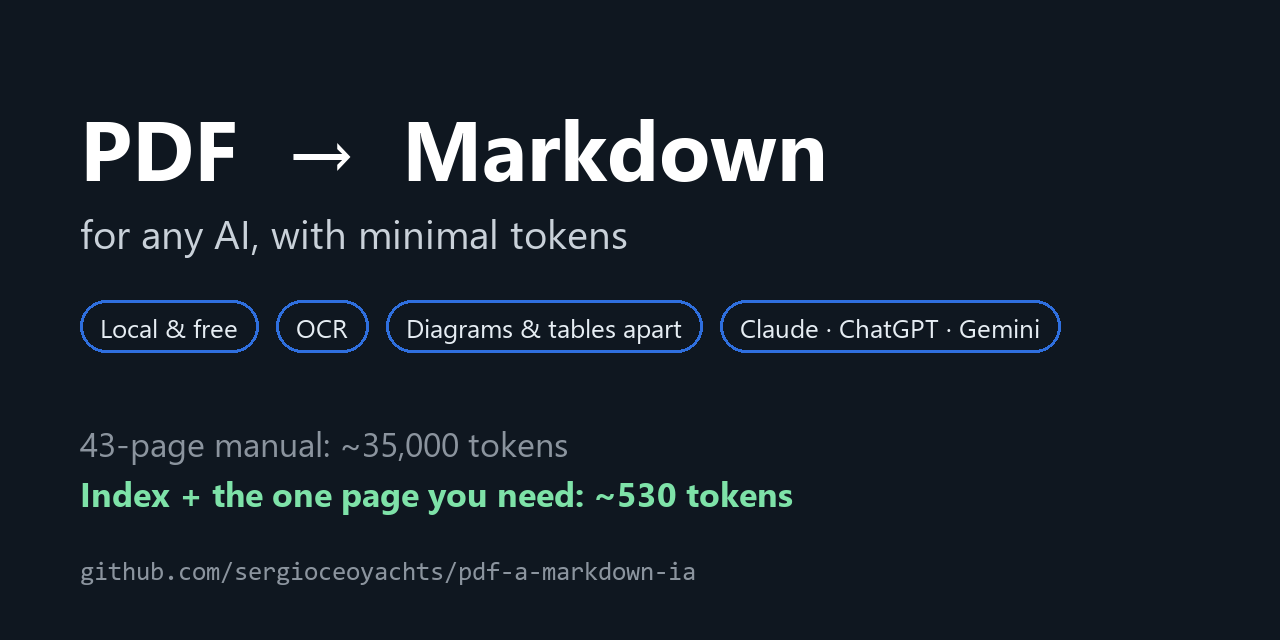 PDF → Markdown
for any AI, with minimal tokens
Local & free OCR Diagrams & tables apart Claude · ChatGPT · Gemini
43-page manual: ~35,000 tokens
Index + the one page you need: ~530 tokens
github.com/sergioceoyachts/pdf-a-markdown-ia